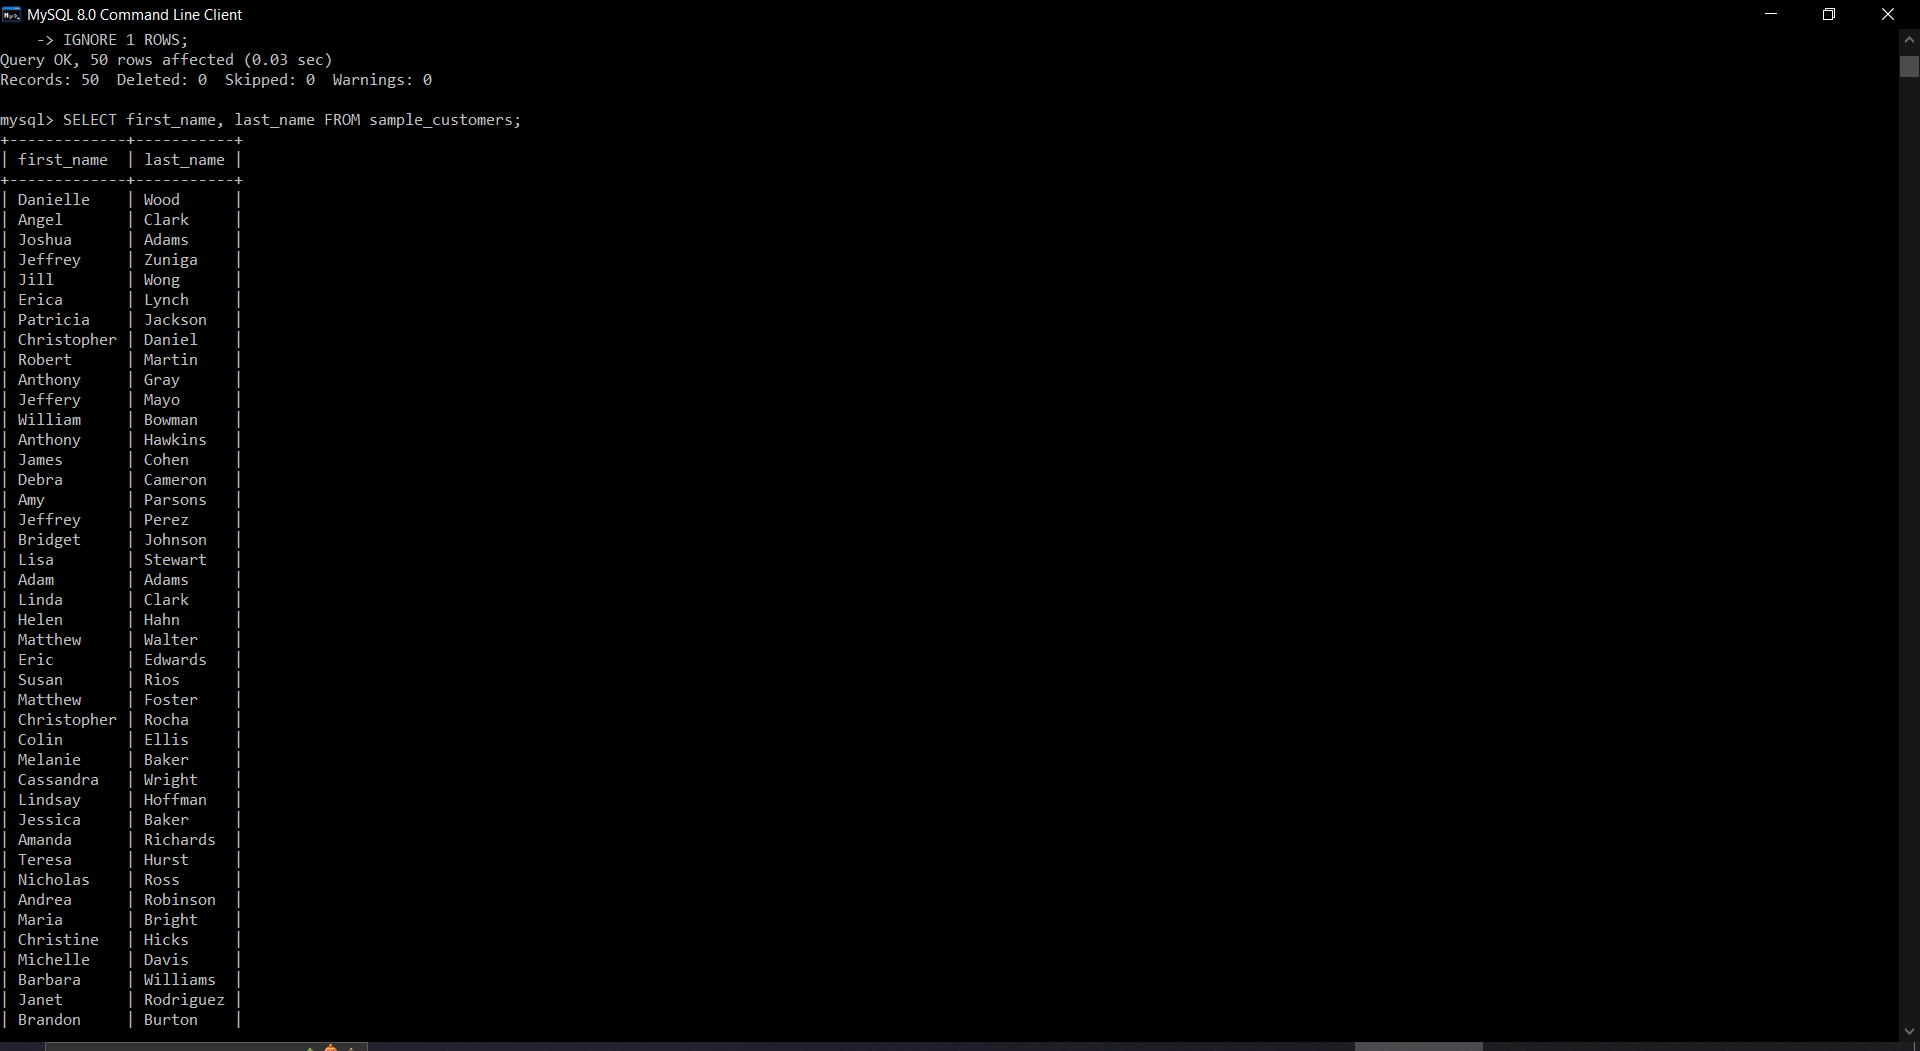 MySQL 8.0 Command Line Client
    -> IGNORE 1 ROWS;
Query OK, 50 rows affected (0.03 sec)
Records: 50  Deleted: 0  Skipped: 0  Warnings: 0

mysql> SELECT first_name, last_name FROM sample_customers;
+-------------+-----------+
| first_name  | last_name |
+-------------+-----------+
| Danielle    | Wood      |
| Angel       | Clark     |
| Joshua      | Adams     |
| Jeffrey     | Zuniga    |
| Jill        | Wong      |
| Erica       | Lynch     |
| Patricia    | Jackson   |
| Christopher | Daniel    |
| Robert      | Martin    |
| Anthony     | Gray      |
| Jeffery     | Mayo      |
| William     | Bowman    |
| Anthony     | Hawkins   |
| James       | Cohen     |
| Debra       | Cameron   |
| Amy         | Parsons   |
| Jeffrey     | Perez     |
| Bridget     | Johnson   |
| Lisa        | Stewart   |
| Adam        | Adams     |
| Linda       | Clark     |
| Helen       | Hahn      |
| Matthew     | Walter    |
| Eric        | Edwards   |
| Susan       | Rios      |
| Matthew     | Foster    |
| Christopher | Rocha     |
| Colin       | Ellis     |
| Melanie     | Baker     |
| Cassandra   | Wright    |
| Lindsay     | Hoffman   |
| Jessica     | Baker     |
| Amanda      | Richards  |
| Teresa      | Hurst     |
| Nicholas    | Ross      |
| Andrea      | Robinson  |
| Maria       | Bright    |
| Christine   | Hicks     |
| Michelle    | Davis     |
| Barbara     | Williams  |
| Janet       | Rodriguez |
| Brandon     | Burton    |